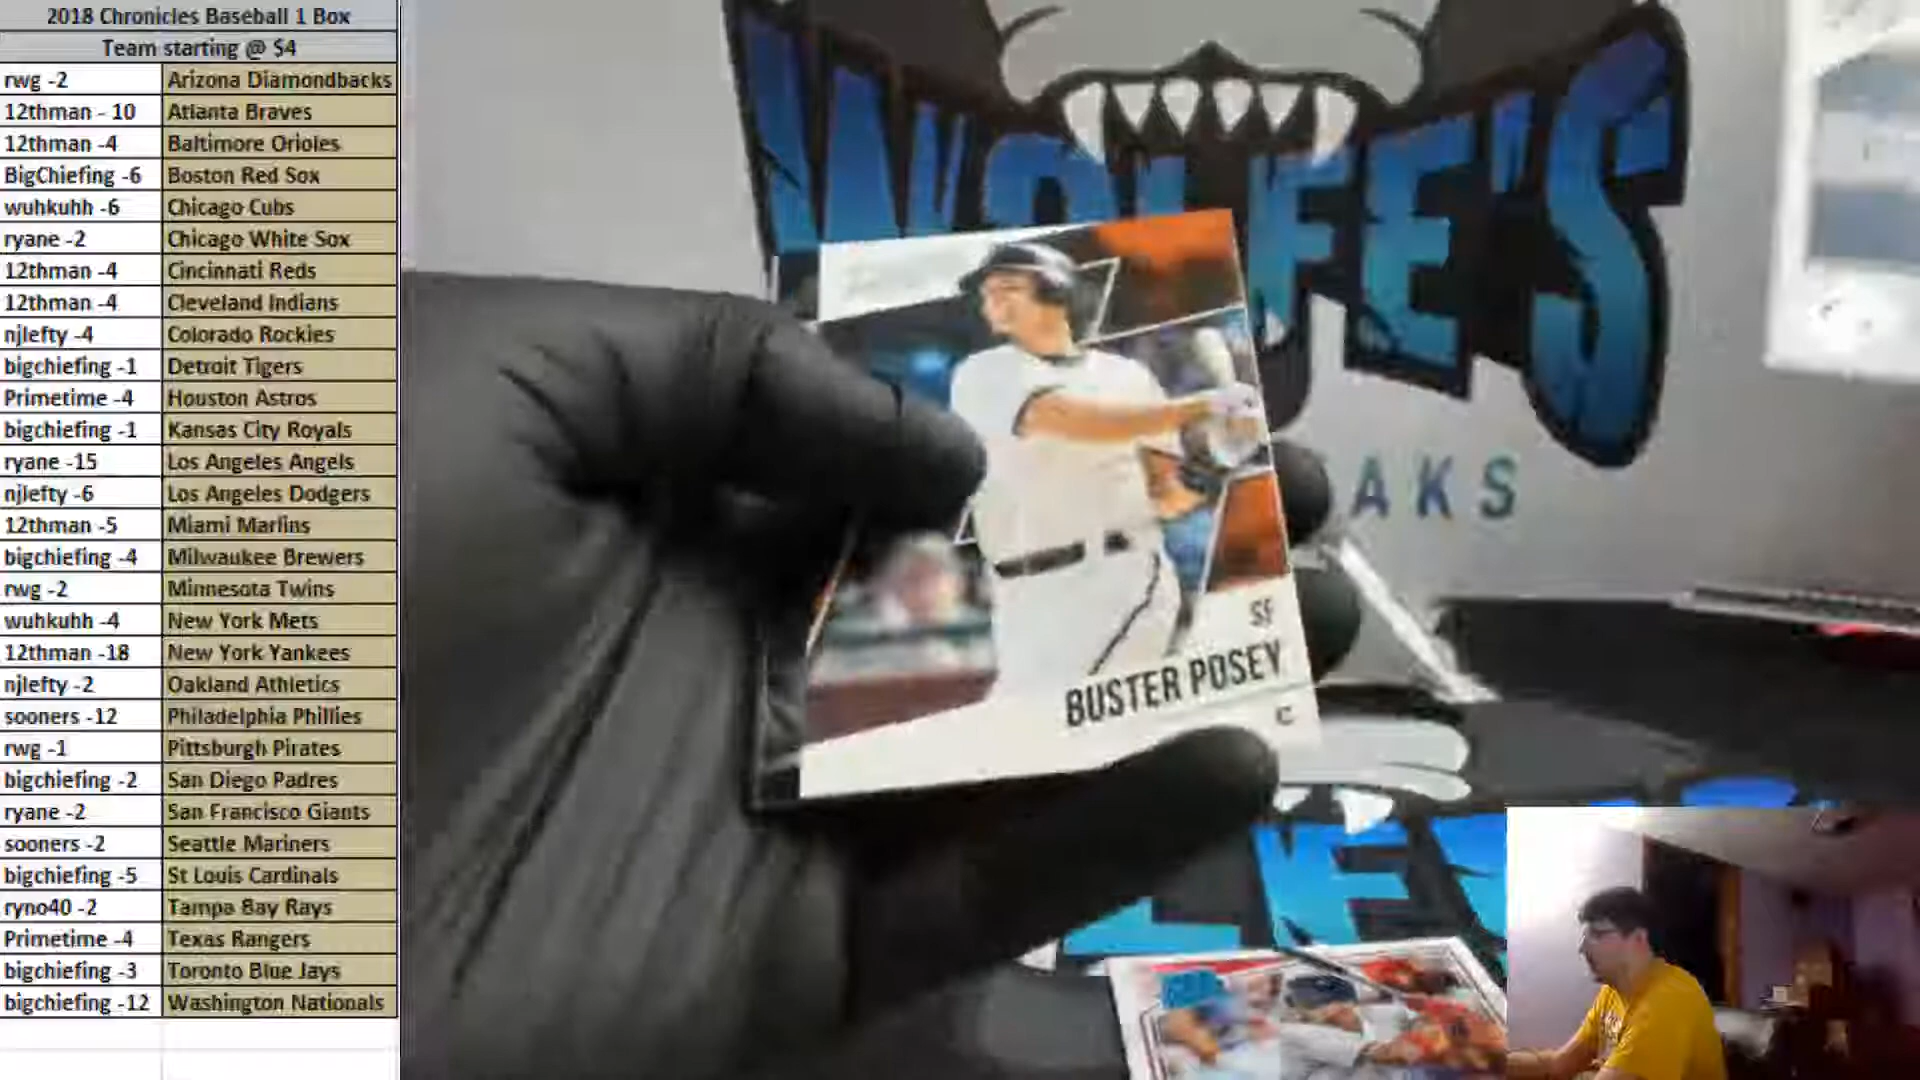 2018 Chronicles Baseball 1 Box
Team starting @ $4
rwg -2 Arizona Diamondbacks
12thman - 10 Atlanta Braves
12thman -4 Baltimore Orioles
BigChiefing -6 Boston Red Sox
wuhkuhh -6 Chicago Cubs
ryane -2 Chicago White Sox
12thman -4 Cincinnati Reds
12thman -4 Cleveland Indians
njlefty -4 Colorado Rockies
bigchiefing -1 Detroit Tigers
Primetime -4 Houston Astros
bigchiefing -1 Kansas City Royals
ryane -15 Los Angeles Angels
njlefty -6 Los Angeles Dodgers
12thman -5 Miami Marlins
bigchiefing -4 Milwaukee Brewers
rwg -2 Minnesota Twins
wuhkuhh -4 New York Mets
12thman -18 New York Yankees
njlefty -2 Oakland Athletics
sooners -12 Philadelphia Phillies
rwg -1 Pittsburgh Pirates
bigchiefing -2 San Diego Padres
ryane -2 San Francisco Giants
sooners -2 Seattle Mariners
bigchiefing -5 St Louis Cardinals
ryno40 -2 Tampa Bay Rays
Primetime -4 Texas Rangers
bigchiefing -3 Toronto Blue Jays
bigchiefing -12 Washington Nationals
WOLFE'S
AKS
BUSTER POSEY